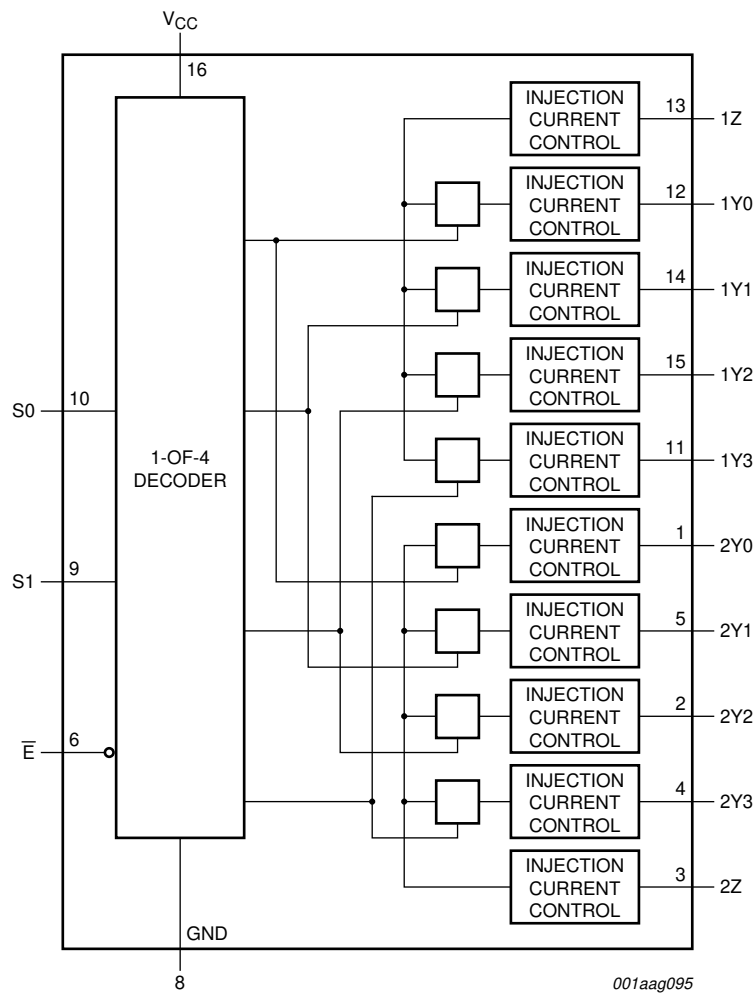 VCC
16
INJECTION
CURRENT
CONTROL
13
1Z
INJECTION
CURRENT
CONTROL
12
1Y0
INJECTION
CURRENT
CONTROL
14
1Y1
INJECTION
CURRENT
CONTROL
15
1Y2
S0
10
1-OF-4
DECODER
INJECTION
CURRENT
CONTROL
11
1Y3
INJECTION
CURRENT
CONTROL
1
2Y0
S1
9
INJECTION
CURRENT
CONTROL
5
2Y1
INJECTION
CURRENT
CONTROL
2
2Y2
E̅
6
INJECTION
CURRENT
CONTROL
4
2Y3
INJECTION
CURRENT
CONTROL
3
2Z
GND
8
001aag095